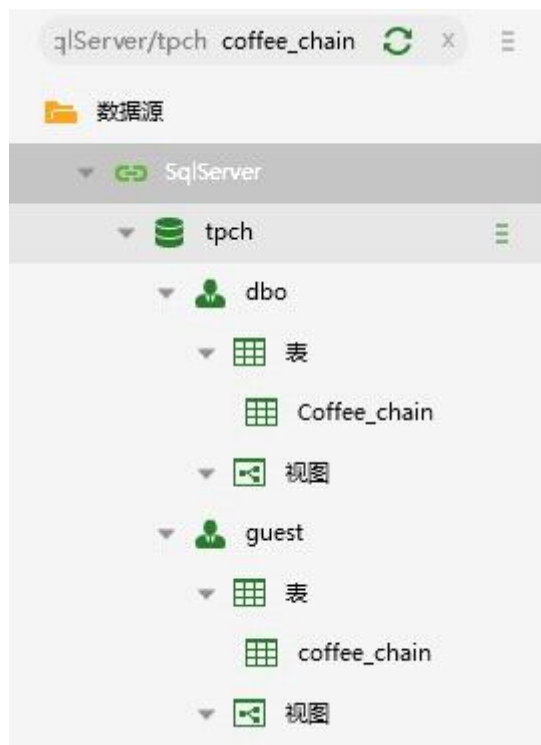 qlServer/tpch coffee_chain x
数据源
SqlServer
tpch
dbo
表
Coffee_chain
视图
guest
表
coffee_chain
视图